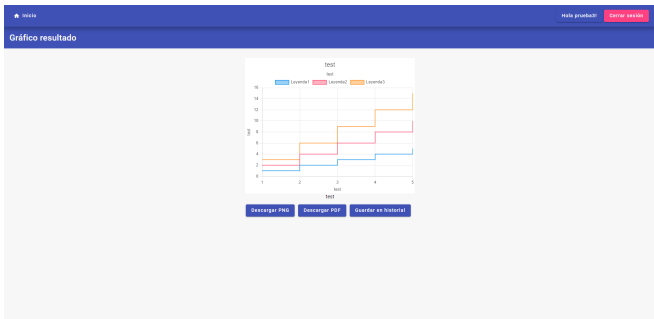 Inicio
Hola prueba3!
Cerrar sesión
Gráfico resultado
test
test
Leyenda1 Leyenda2 Leyenda3
16
14
12
10
8
6
4
2
0
test
1 2 3 4 5
test
test
Descargar PNG Descargar PDF Guardar en historial